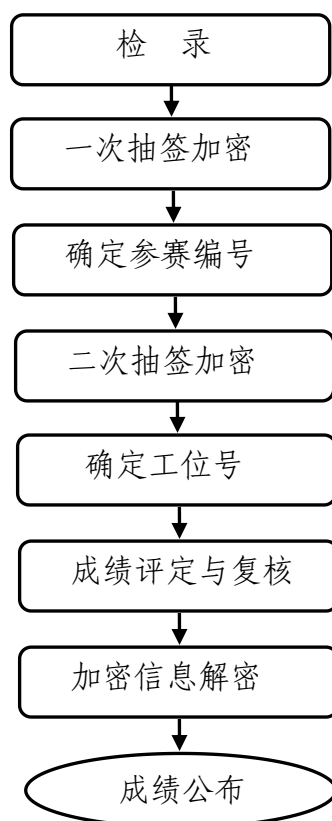 检 录
一次抽签加密
确定参赛编号
二次抽签加密
确定工位号
成绩评定与复核
加密信息解密
成绩公布